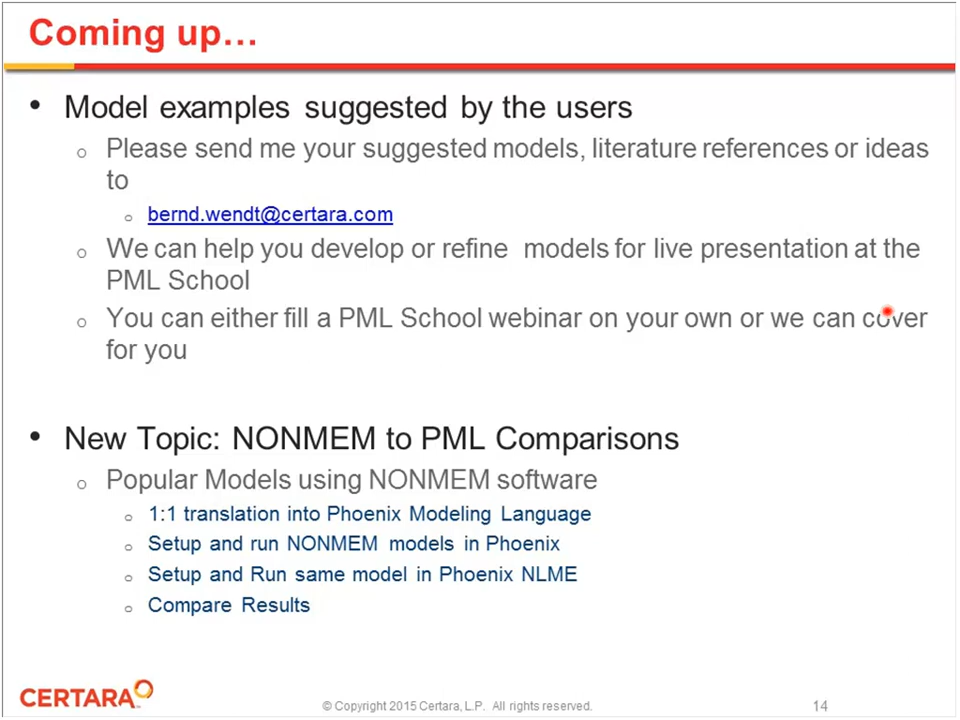 Coming up…
• Model examples suggested by the users
o Please send me your suggested models, literature references or ideas
to
o bernd.wendt@certara.com
o We can help you develop or refine models for live presentation at the
PML School
o You can either fill a PML School webinar on your own or we can cover
for you
• New Topic: NONMEM to PML Comparisons
o Popular Models using NONMEM software
o 1:1 translation into Phoenix Modeling Language
o Setup and run NONMEM models in Phoenix
o Setup and Run same model in Phoenix NLME
o Compare Results
CERTARA
© Copyright 2015 Certara, L.P. All rights reserved.
14